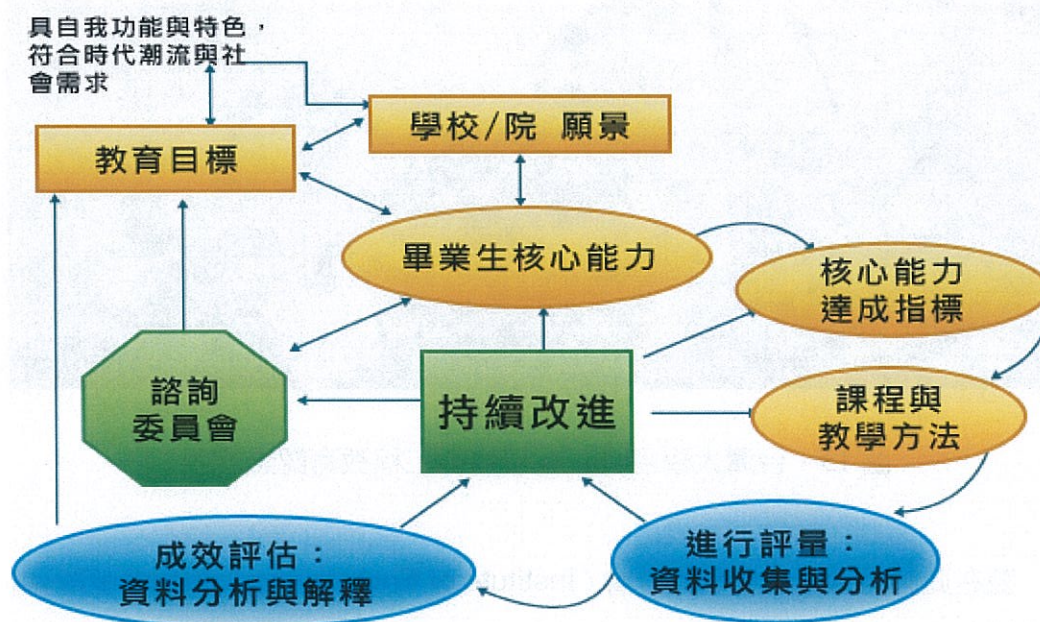 具自我功能與特色，
符合時代潮流與社
會需求
學校/院 願景
教育目標
畢業生核心能力
核心能力
達成指標
諮詢
委員會
持續改進
課程與
教學方法
成效評估：
資料分析與解釋
進行評量：
資料收集與分析